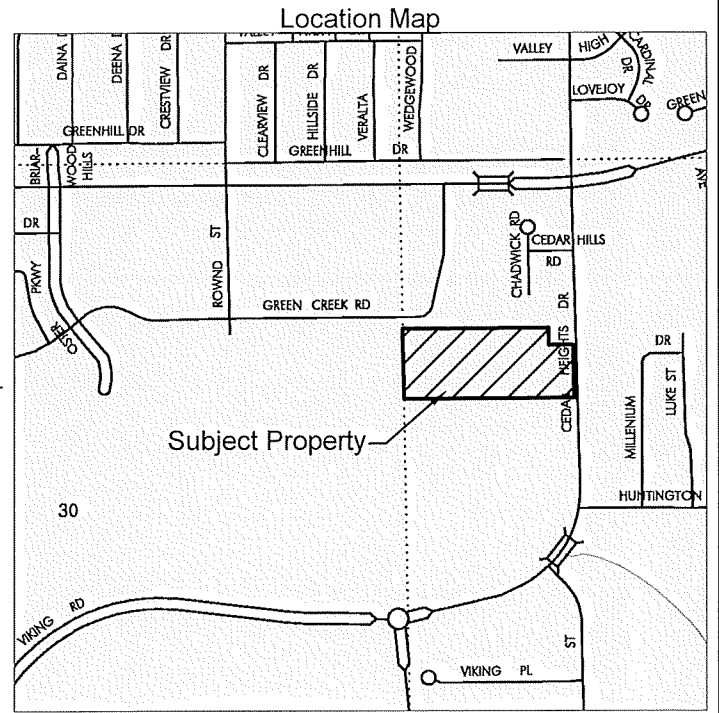 Location Map
DAINA
DEENA
CRESTVIEW DR
CLEARVIEW DR
HILLSIDE DR
VERALTA
WEDGEWOOD
VALLEY HIGH
CARDINAL DR
LOVEJOY DR
GREEN
GREENHILL DR
GREENHILL DR
BRIAR-
WOOD
HILLS
AVE
DR
PKWY
OSTER
ROWND ST
GREEN CREEK RD
CHADWICK RD
CEDAR HILLS
RD
CEDAR HEIGHTS DR
DR
LUKE ST
MILLENIUM
HUNTINGTON
Subject Property
30
VIKING RD
VIKING PL
ST